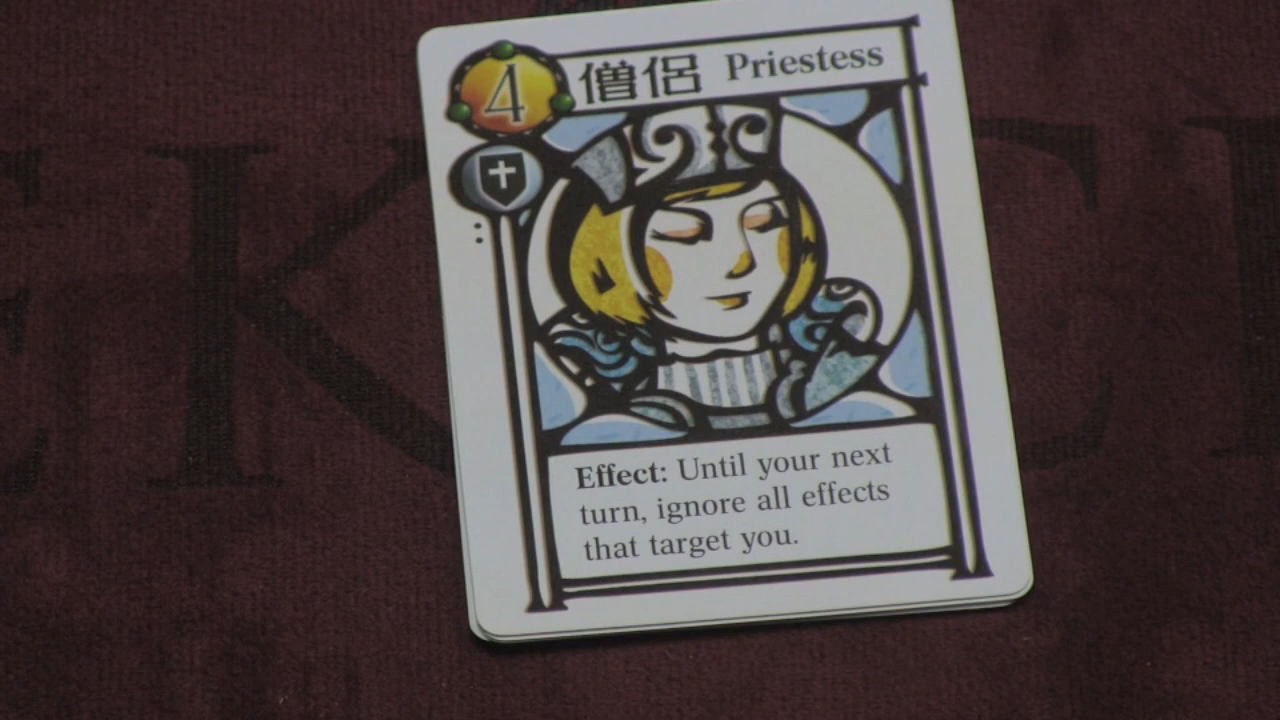 4 僧侶 Priestess
Effect: Until your next
turn, ignore all effects
that target you.